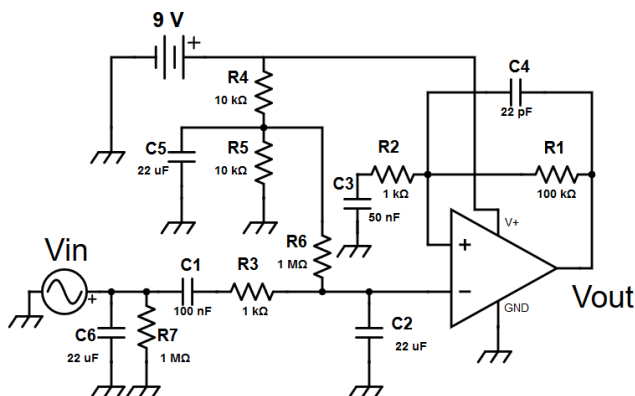 9 V
+
R4
10 kΩ
C4
22 pF
C5
22 uF
R5
10 kΩ
R2
1 kΩ
R1
100 kΩ
C3
50 nF
V+
R6
1 MΩ
+
Vin
C1
100 nF
R3
1 kΩ
−
Vout
+
GND
C6
22 uF
R7
1 MΩ
C2
22 uF